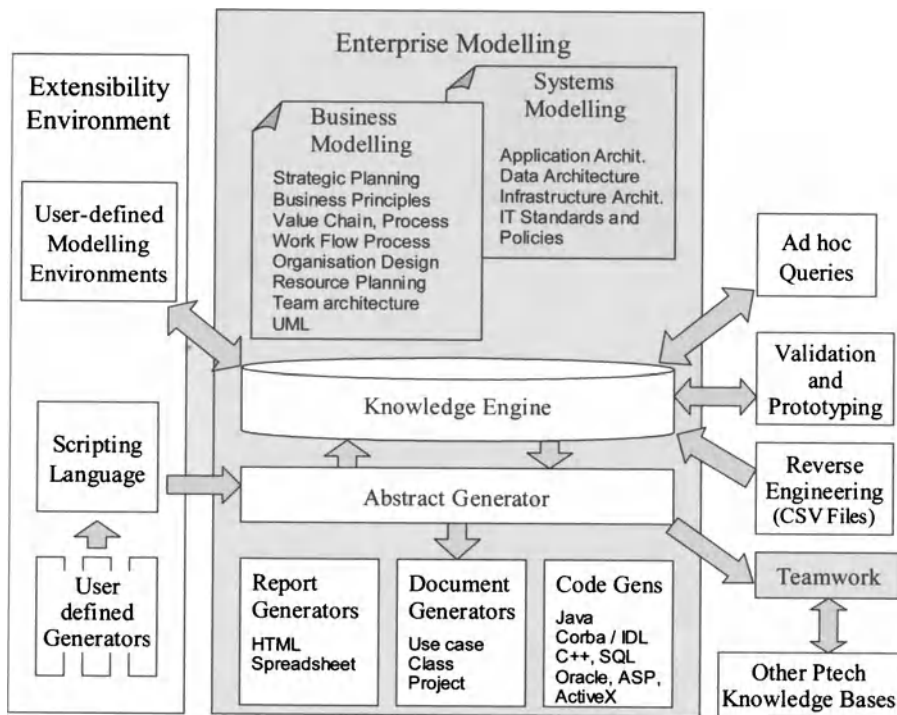 Enterprise Modelling
Extensibility
Environment
User-defined
Modelling
Environments
Scripting
Language
User
defined
Generators
Business
Modelling
Strategic Planning
Business Principles
Value Chain, Process
Work Flow Process
Organisation Design
Resource Planning
Team architecture
UML
Systems
Modelling
Application Archit.
Data Architecture
Infrastructure Archit.
IT Standards and
Policies
Knowledge Engine
Abstract Generator
Report
Generators
HTML
Spreadsheet
Document
Generators
Use case
Class
Project
Code Gens
Java
Corba / IDL
C++, SQL
Oracle, ASP,
ActiveX
Ad hoc
Queries
Validation
and
Prototyping
Reverse
Engineering
(CSV Files)
Teamwork
Other Ptech
Knowledge Bases